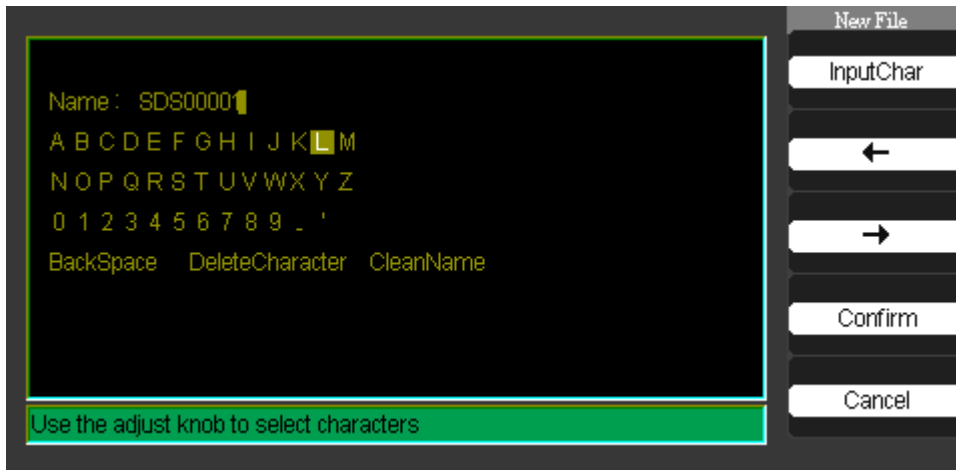 New File
InputChar
←
→
Confirm
Cancel
Name : SDS00001
A B C D E F G H I J K L M
N O P Q R S T U V W X Y Z
0 1 2 3 4 5 6 7 8 9 _ '
BackSpace DeleteCharacter CleanName
Use the adjust knob to select characters